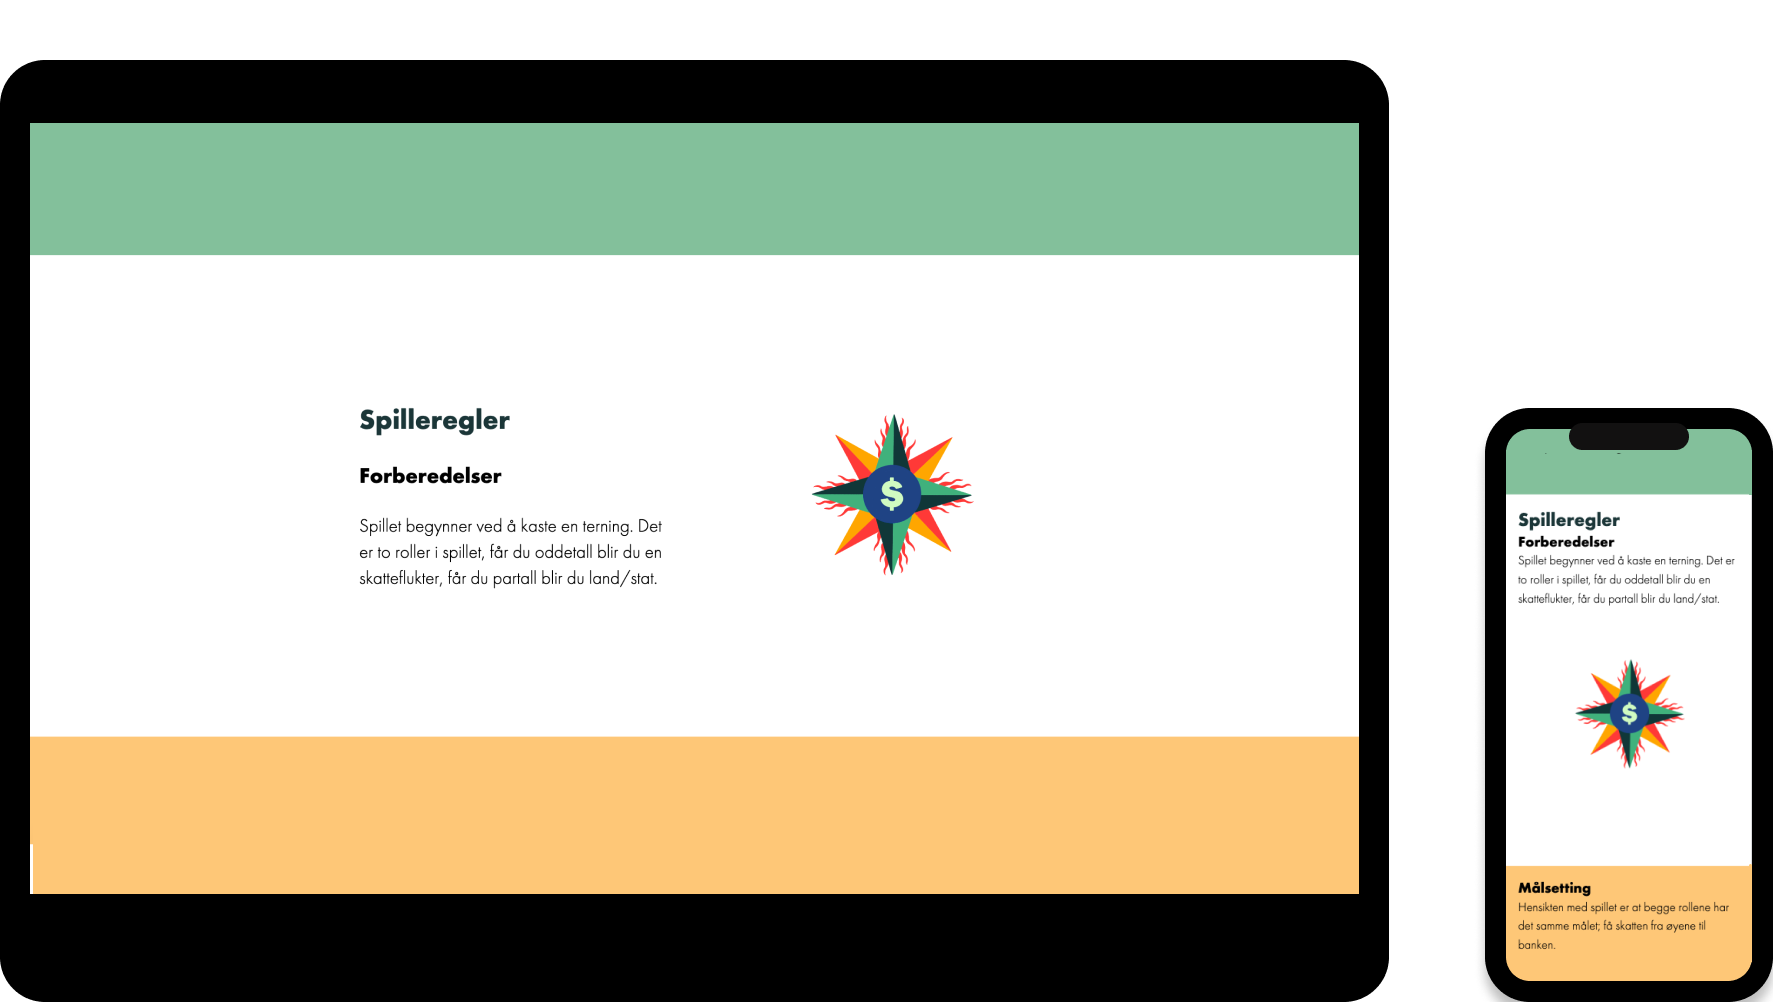 Spilleregler
Forberedelser
Spillet begynner ved å kaste en terning. Det
er to roller i spillet, får du oddetall blir du en
skatteflukter, får du partall blir du land/stat.
$
Spilleregler
Forberedelser
Spillet begynner ved å kaste en terning. Det er
to roller i spillet, får du oddetall blir du en
skatteflukter, får du partall blir du land/stat.
$
Målsetting
Hensikten med spillet er at begge rollene har
det samme målet; få skatten fra øyene til
banken.